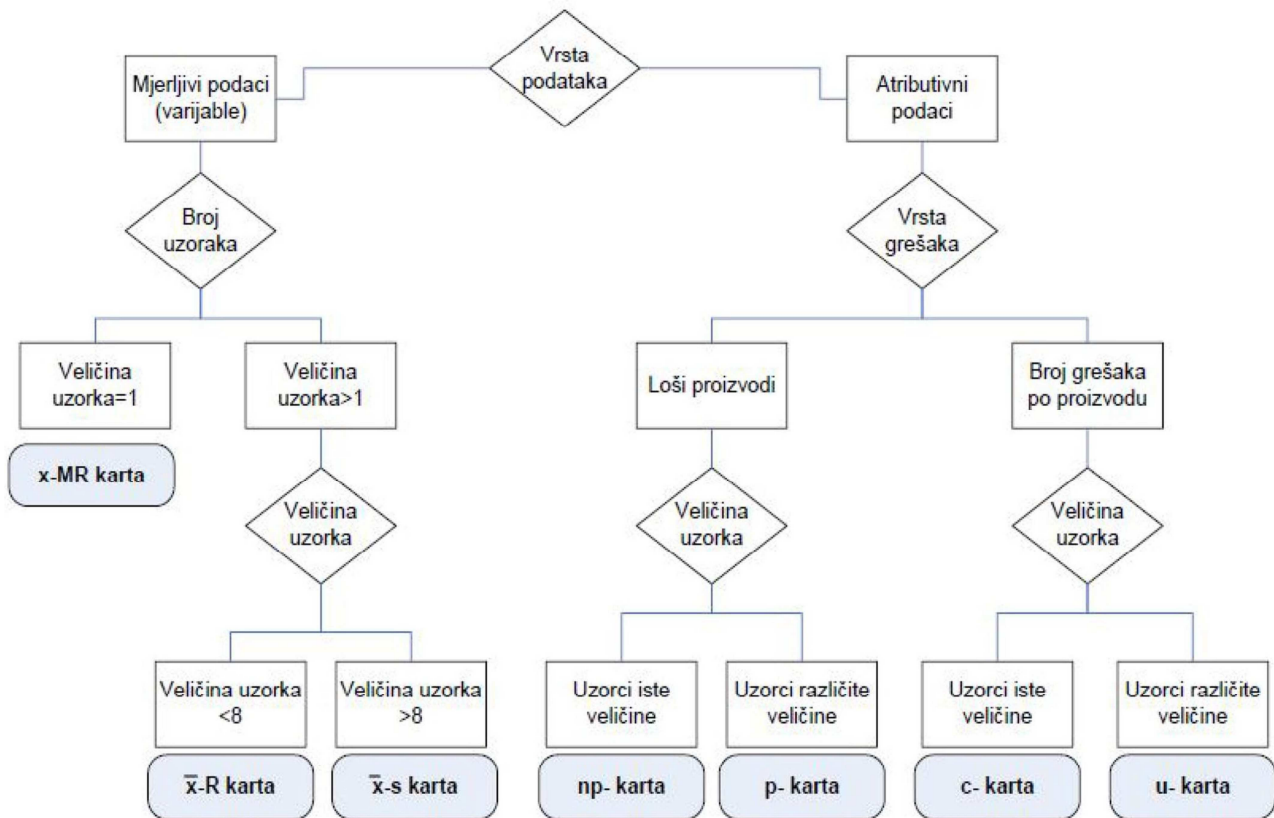 Vrsta
podataka
Mjerljivi podaci
(varijable)
Atributivni
podaci
Broj
uzoraka
Vrsta
grešaka
Veličina
uzorka=1
Veličina
uzorka>1
Loši proizvodi
Broj grešaka
po proizvodu
x-MR karta
Veličina
uzorka
Veličina
uzorka
Veličina
uzorka
Veličina uzorka
<8
Veličina uzorka
>8
Uzorci iste
veličine
Uzorci različite
veličine
Uzorci iste
veličine
Uzorci različite
veličine
x̅-R karta
x̅-s karta
np- karta
p- karta
c- karta
u- karta